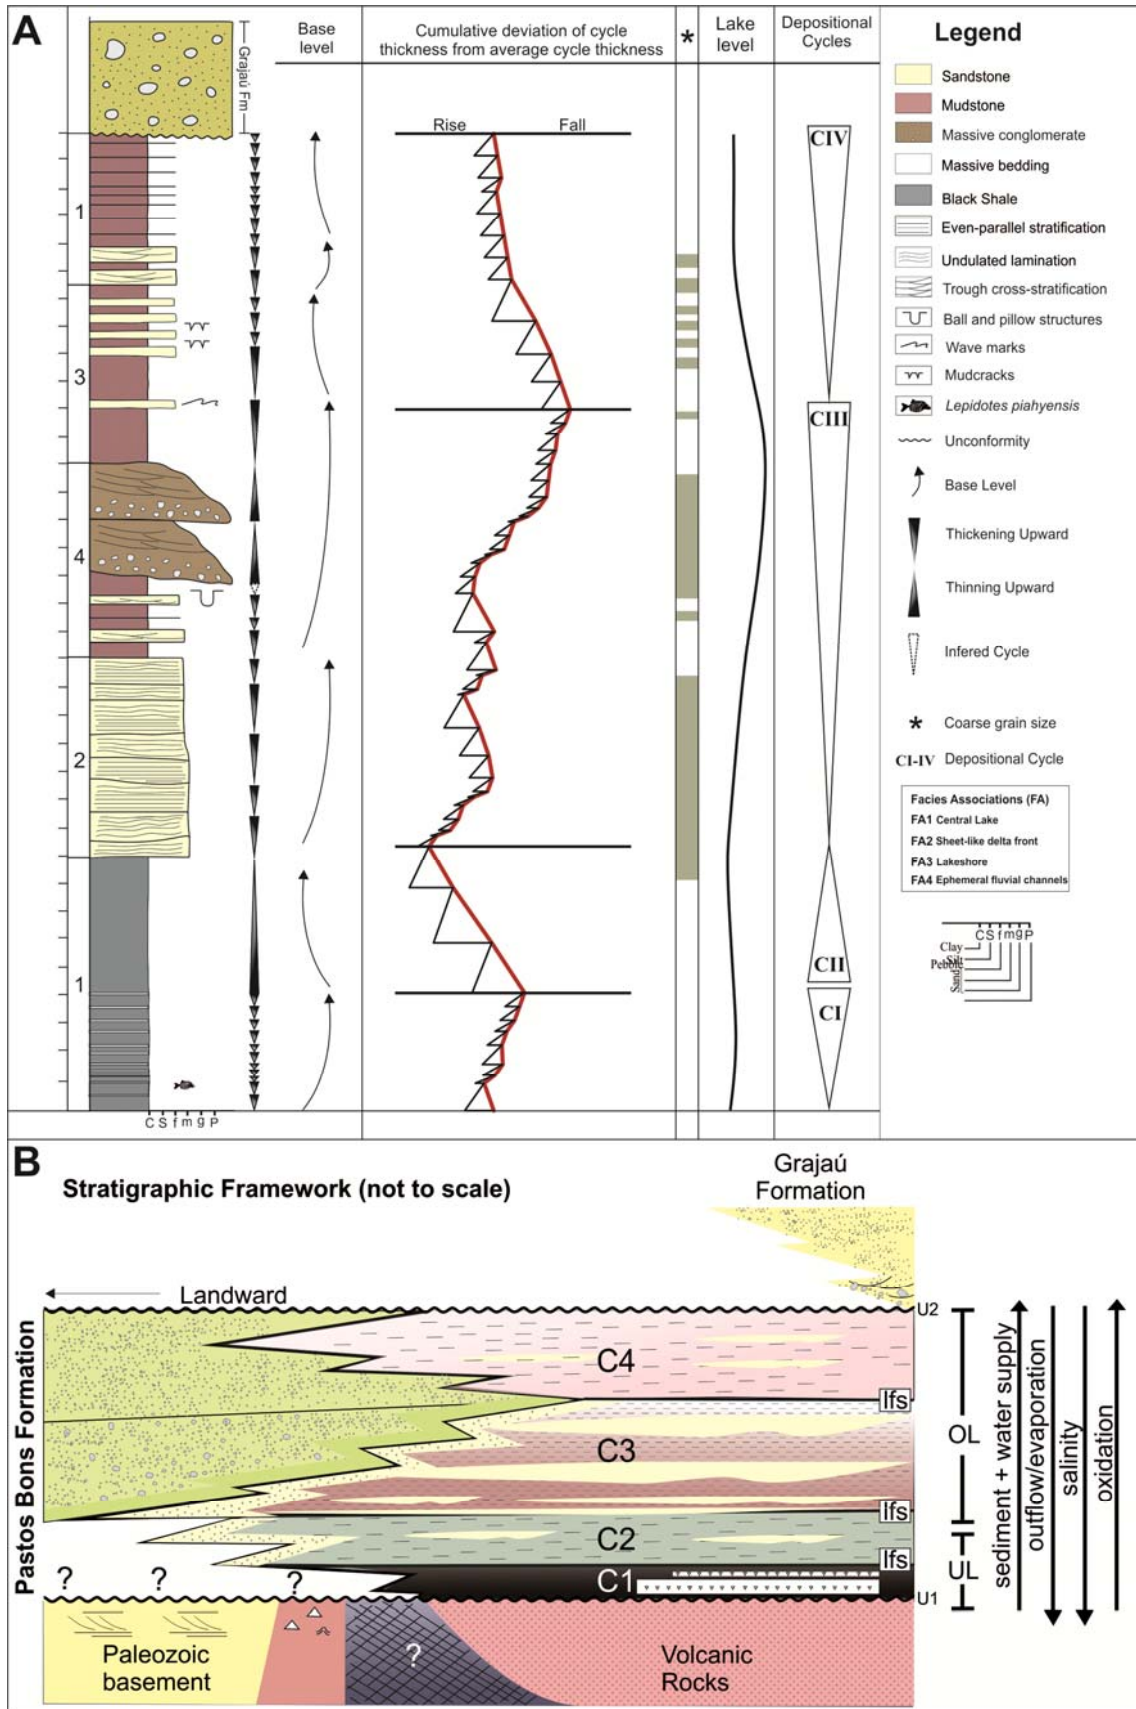 A
Grajaú Fm
Base
level
Cumulative deviation of cycle
thickness from average cycle thickness
*
Lake
level
Depositional
Cycles
Rise Fall
1
3
4
2
1
C S f m g P
CIV
CIII
CII
CI
Legend
Sandstone
Mudstone
Massive conglomerate
Massive bedding
Black Shale
Even-parallel stratification
Undulated lamination
Trough cross-stratification
Ball and pillow structures
Wave marks
Mudcracks
Lepidotes piahyensis
Unconformity
Base Level
Thickening Upward
Thinning Upward
Infered Cycle
* Coarse grain size
CI-IV Depositional Cycle
Facies Associations (FA)
FA1 Central Lake
FA2 Sheet-like delta front
FA3 Lakeshore
FA4 Ephemeral fluvial channels
C S f m g P
Clay
Silt
Pebble
Sand
B
Stratigraphic Framework (not to scale)
Grajaú
Formation
Landward
Pastos Bons Formation
U2
C4
lfs
C3
lfs
C2
lfs
C1
U1
? ? ?
OL
UL
sediment + water supply
outflow/evaporation
salinity
oxidation
Paleozoic
basement
?
Volcanic
Rocks